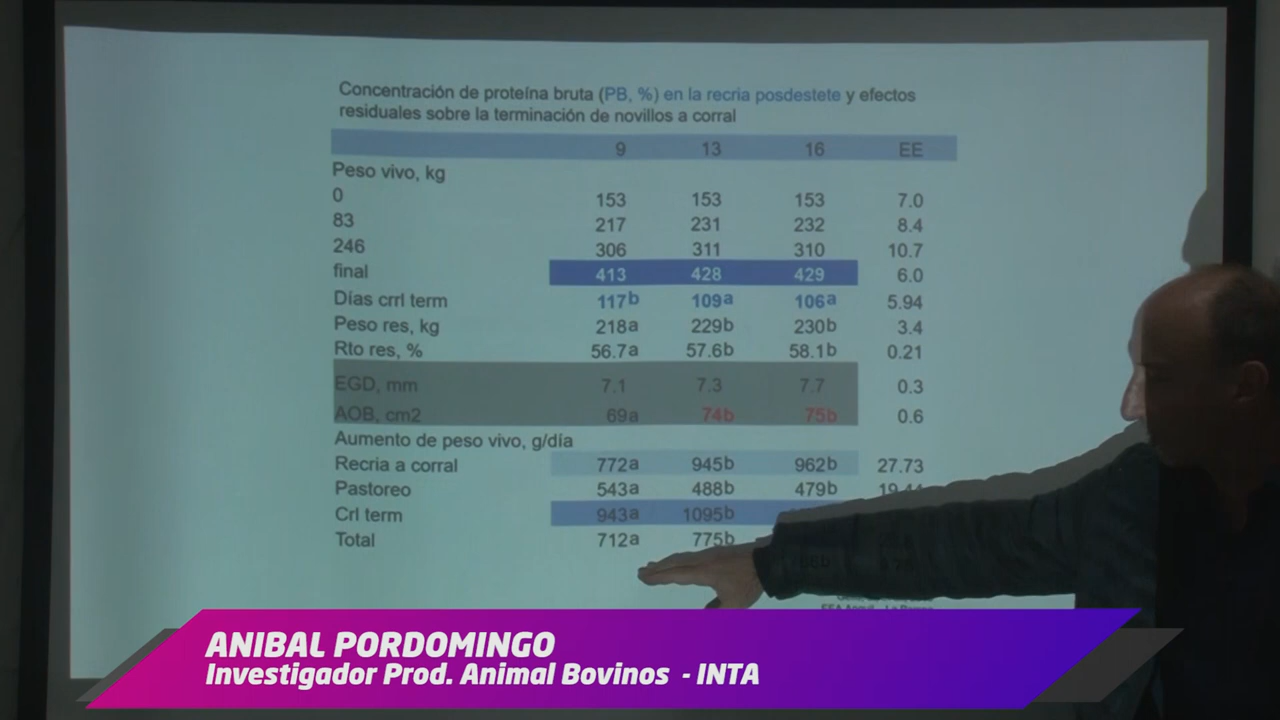 Concentración de proteína bruta (PB, %) en la recria posdestete y efectos
residuales sobre la terminación de novillos a corral
9 13 16 EE
Peso vivo, kg
0 153 153 153 7.0
83 217 231 232 8.4
246 306 311 310 10.7
final 413 428 429 6.0
Días crrl term 117b 109a 106a 5.94
Peso res, kg 218a 229b 230b 3.4
Rto res, % 56.7a 57.6b 58.1b 0.21
EGD, mm 7.1 7.3 7.7 0.3
AOB, cm2 69a 74b 75b 0.6
Aumento de peso vivo, g/día
Recria a corral 772a 945b 962b 27.73
Pastoreo 543a 488b 479b
Crl term 943a 1095b
Total 712a 775b
ANIBAL PORDOMINGO
Investigador Prod. Animal Bovinos - INTA